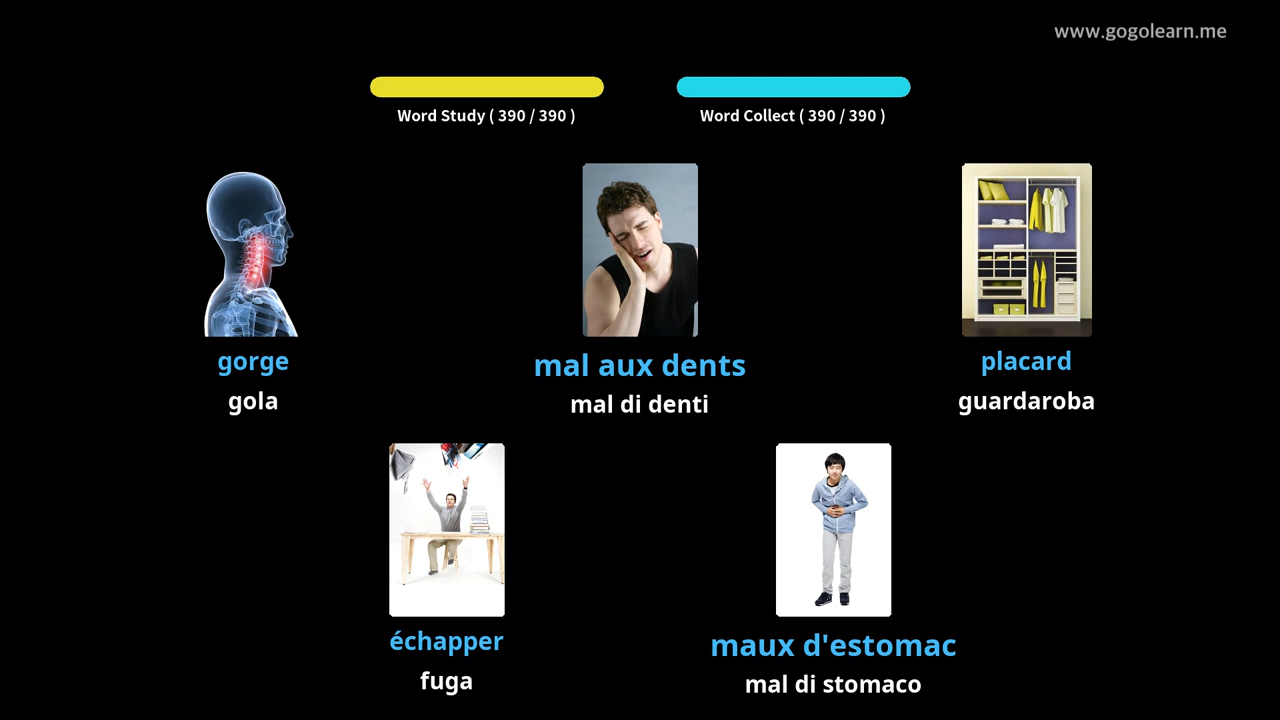 www.gogolearn.me
Word Study ( 390 / 390 )
Word Collect ( 390 / 390 )
gorge
gola
mal aux dents
mal di denti
placard
guardaroba
échapper
fuga
maux d'estomac
mal di stomaco